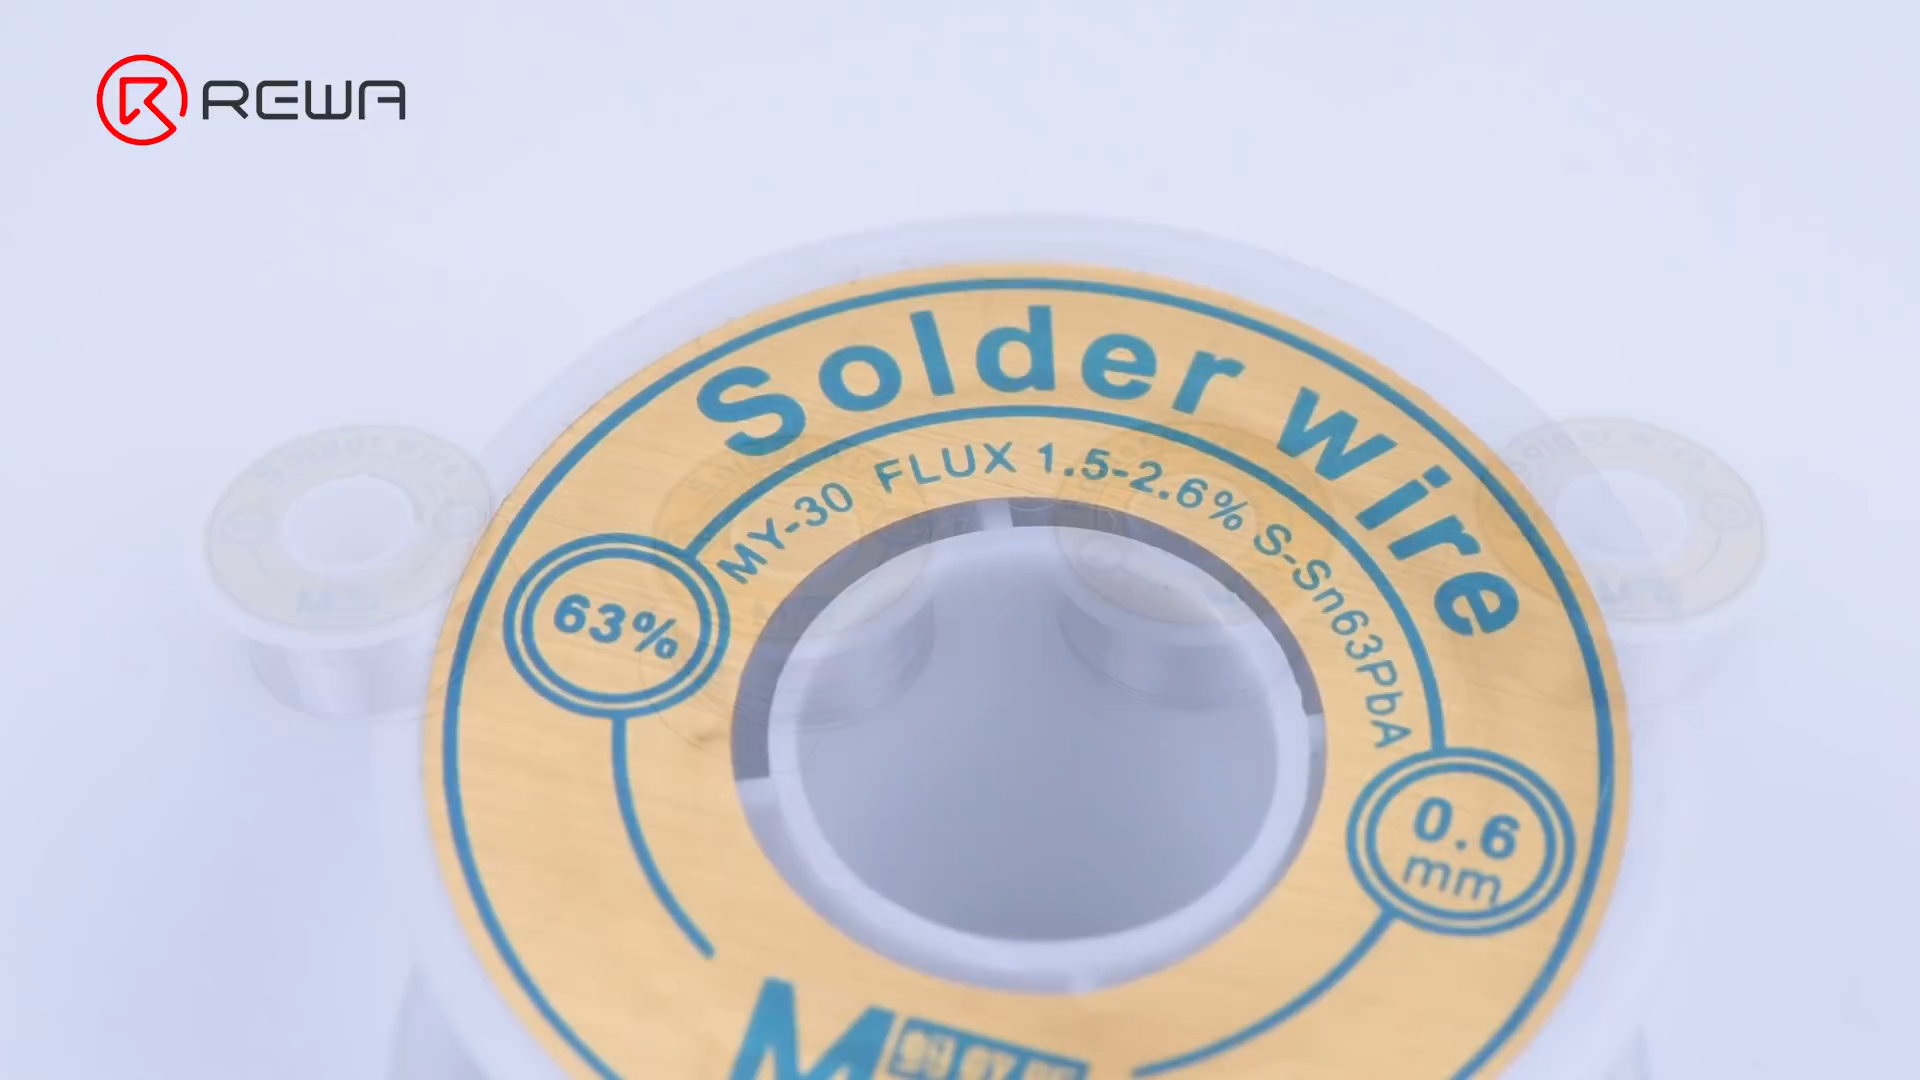 REWA
Solder wire
MY-30 FLUX 1.5-2.6% S-Sn63PbA
63%
0.6
mm